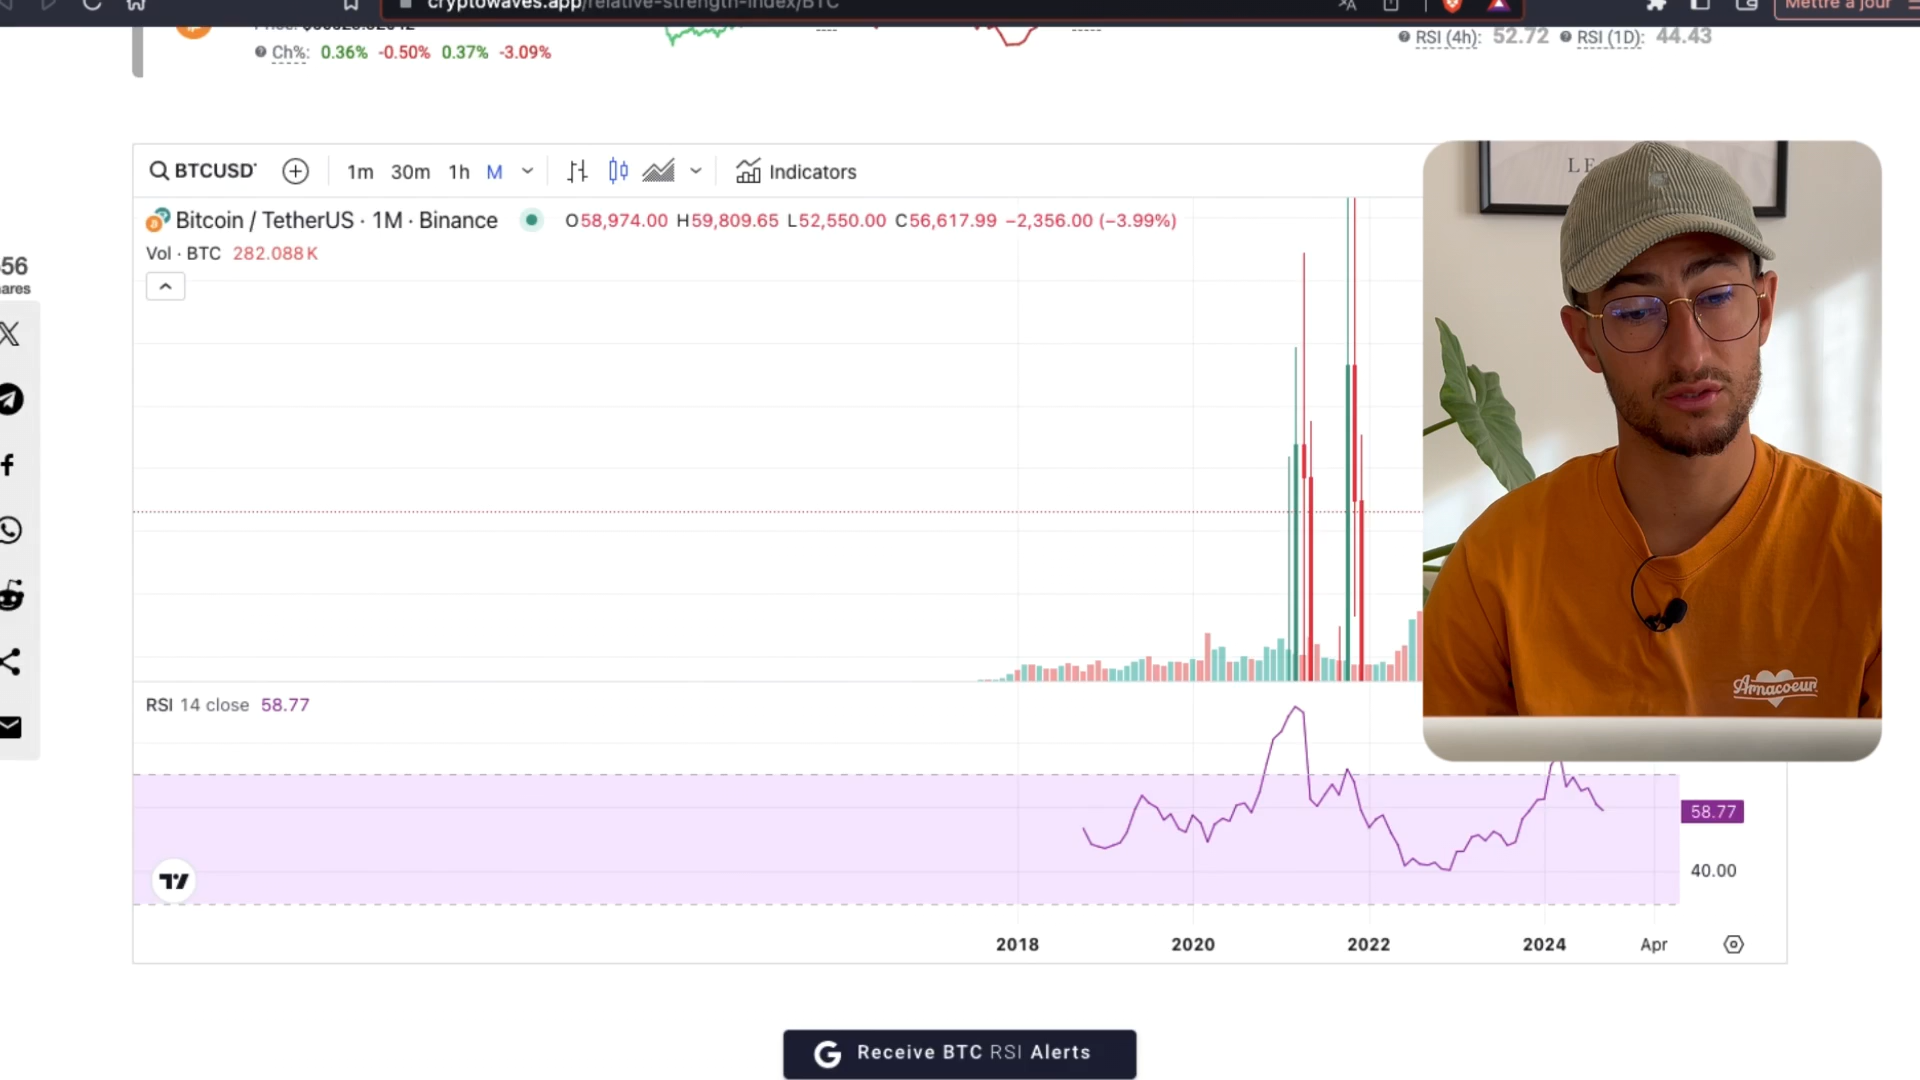 cryptowaves.app/relative-strength-index/BTC
Mettre à jour
Ch%: 0.36% -0.50% 0.37% -3.09%
RSI (4h): 52.72 RSI (1D): 44.43
BTCUSD
1m 30m 1h M
Indicators
Bitcoin / TetherUS · 1M · Binance
O58,974.00 H59,809.65 L52,550.00 C56,617.99 −2,356.00 (−3.99%)
Vol · BTC 282.088K
56
LE
Arnacoeur
RSI 14 close 58.77
58.77
40.00
2018 2020 2022 2024 Apr
Receive BTC RSI Alerts